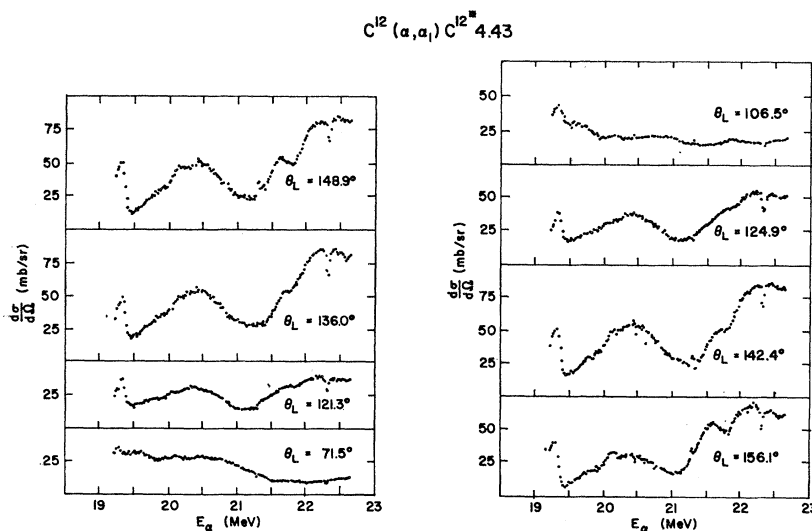 C¹² (α,α₁) C¹²* 4.43
75
50
25
θL = 148.9°
75
50
25
θL = 136.0°
25
θL = 121.3°
25
θL = 71.5°
dσ/dΩ (mb/sr)
19 20 21 22 23
Eα (MeV)
50
25
θL = 106.5°
50
25
θL = 124.9°
75
50
25
θL = 142.4°
50
25
θL = 156.1°
dσ/dΩ (mb/sr)
19 20 21 22 23
Eα (MeV)